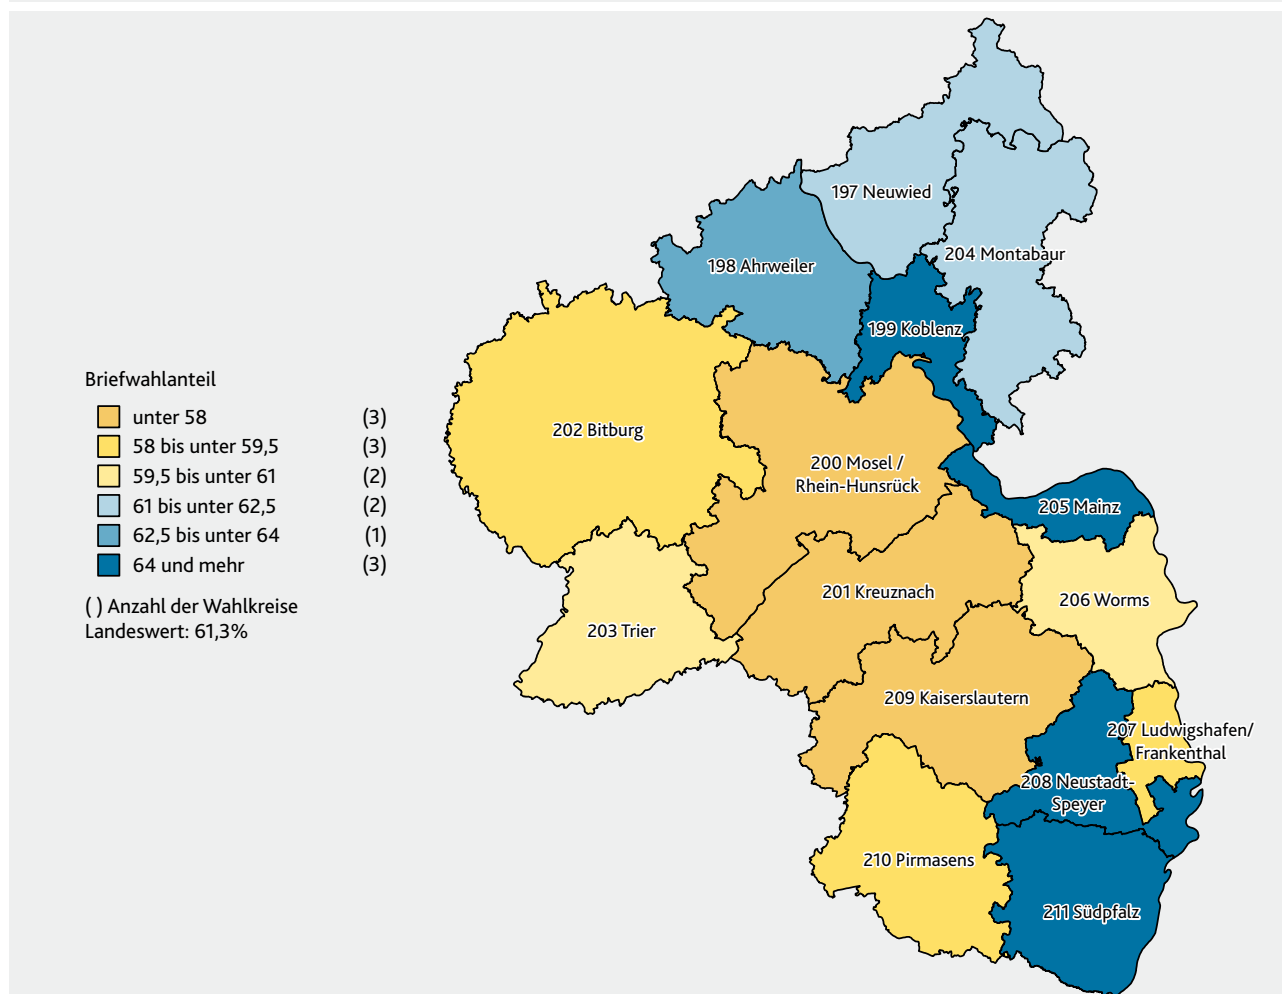 197 Neuwied
204 Montabaur
198 Ahrweiler
199 Koblenz
Briefwahlanteil
unter 58 (3)
58 bis unter 59,5 (3)
59,5 bis unter 61 (2)
61 bis unter 62,5 (2)
62,5 bis unter 64 (1)
64 und mehr (3)
( ) Anzahl der Wahlkreise
Landeswert: 61,3%
202 Bitburg
200 Mosel /
Rhein-Hunsrück
205 Mainz
201 Kreuznach
206 Worms
203 Trier
209 Kaiserslautern
207 Ludwigshafen/
Frankenthal
208 Neustadt-
Speyer
210 Pirmasens
211 Südpfalz